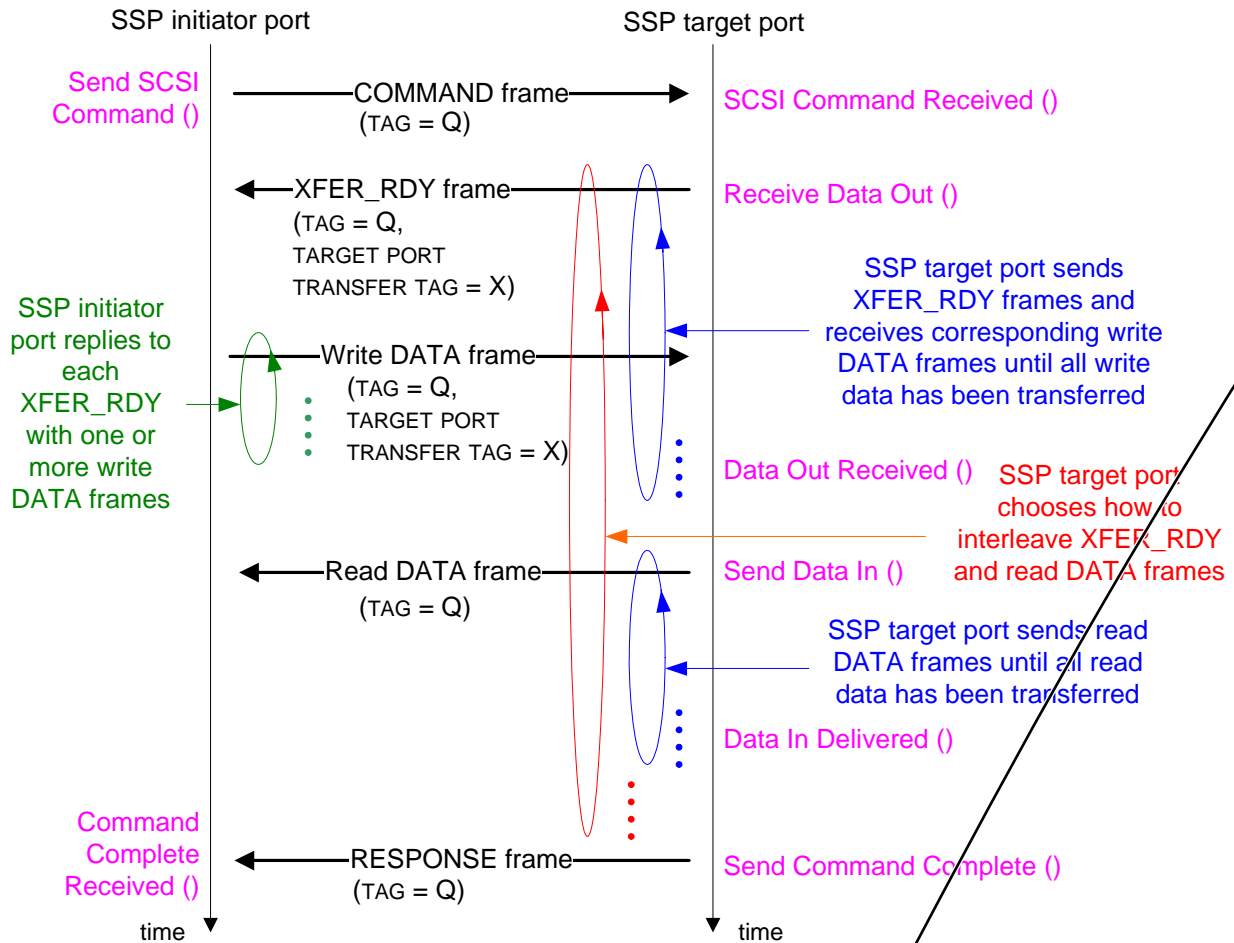 SSP initiator port
SSP target port
Send SCSI
Command ()
COMMAND frame
(TAG = Q)
SCSI Command Received ()
XFER_RDY frame
(TAG = Q,
TARGET PORT
TRANSFER TAG = X)
Receive Data Out ()
SSP target port sends
XFER_RDY frames and
receives corresponding write
DATA frames until all write
data has been transferred
SSP initiator
port replies to
each
XFER_RDY
with one or
more write
DATA frames
Write DATA frame
(TAG = Q,
TARGET PORT
TRANSFER TAG = X)
Data Out Received ()
SSP target port
chooses how to
interleave XFER_RDY
and read DATA frames
Read DATA frame
(TAG = Q)
Send Data In ()
SSP target port sends read
DATA frames until all read
data has been transferred
Data In Delivered ()
Command
Complete
Received ()
RESPONSE frame
(TAG = Q)
Send Command Complete ()
time
time